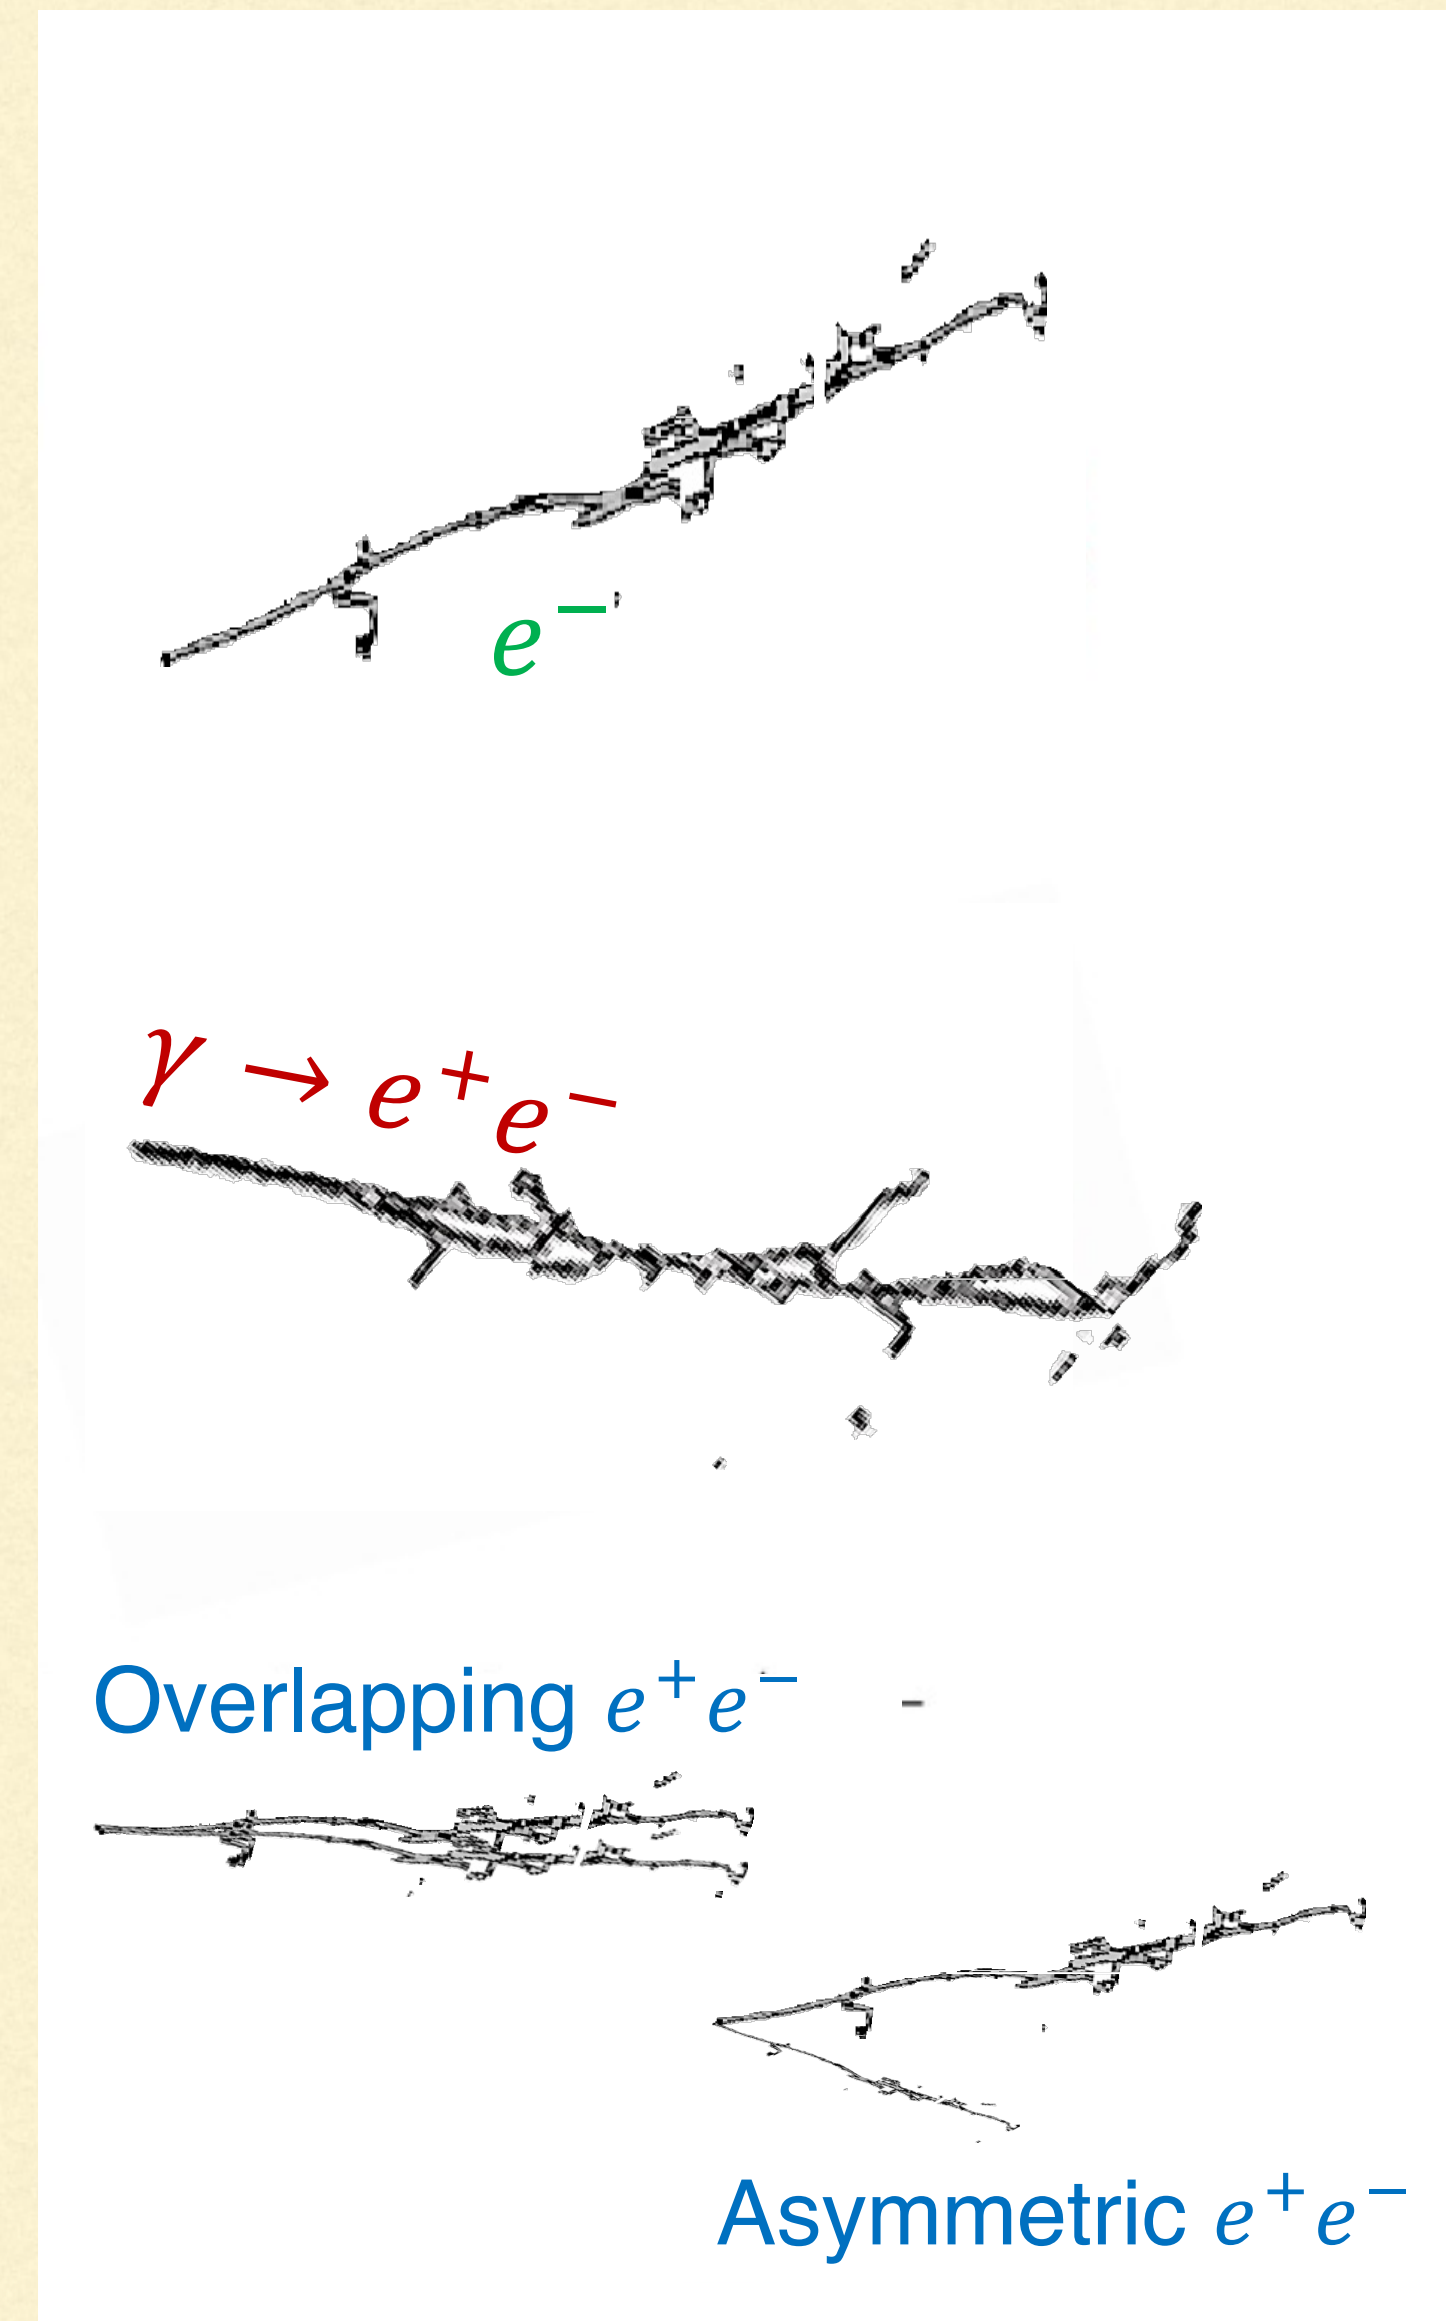 e⁻
γ → e⁺e⁻
Overlapping e⁺e⁻
Asymmetric e⁺e⁻